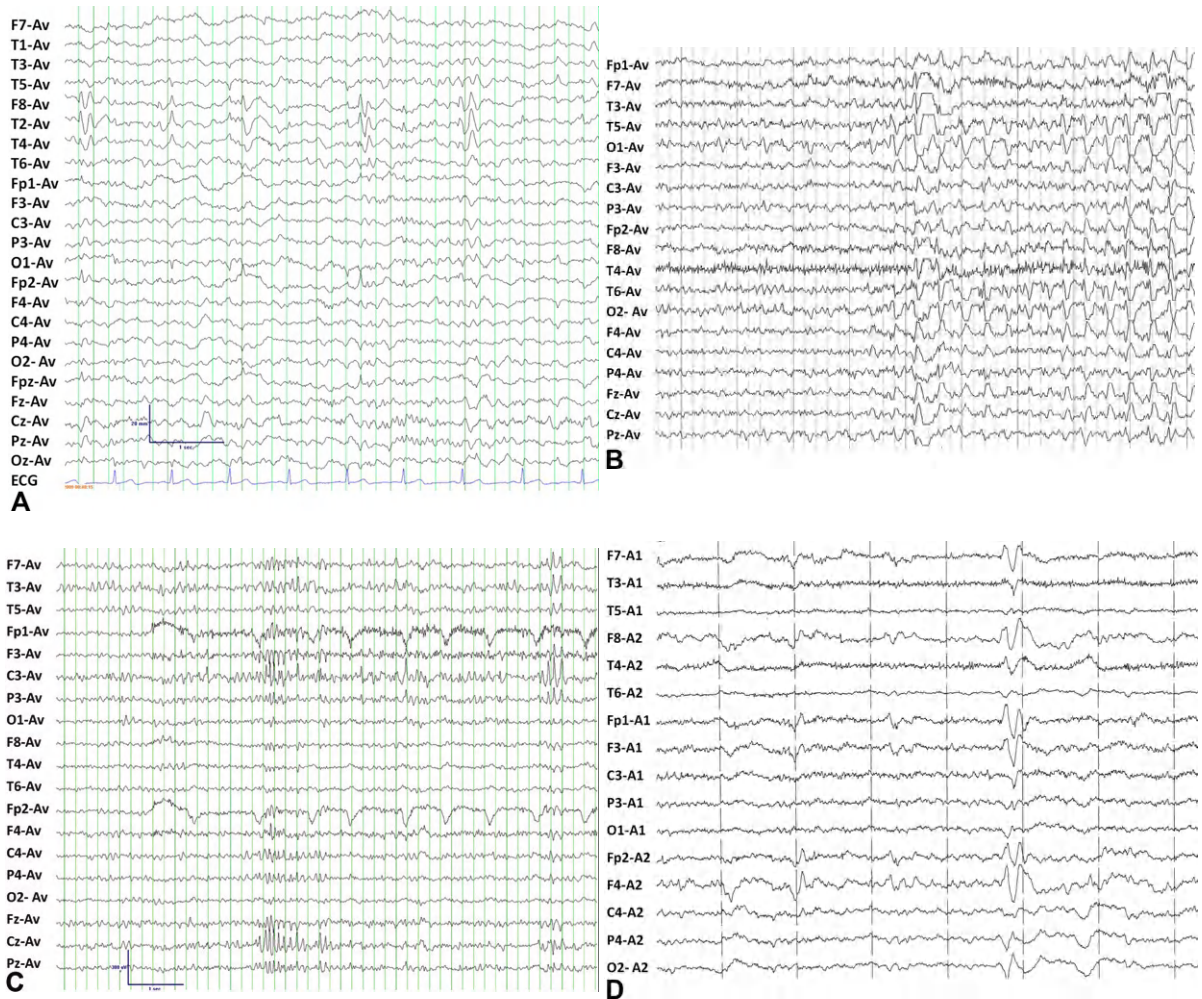 F7-Av
T1-Av
T3-Av
T5-Av
F8-Av
T2-Av
T4-Av
T6-Av
Fp1-Av
F3-Av
C3-Av
P3-Av
O1-Av
Fp2-Av
F4-Av
C4-Av
P4-Av
O2- Av
Fpz-Av
Fz-Av
Cz-Av
Pz-Av
Oz-Av
ECG
1 sec
A
Fp1-Av
F7-Av
T3-Av
T5-Av
O1-Av
F3-Av
C3-Av
P3-Av
Fp2-Av
F8-Av
T4-Av
T6-Av
O2- Av
F4-Av
C4-Av
P4-Av
Fz-Av
Cz-Av
Pz-Av
B
F7-Av
T3-Av
T5-Av
Fp1-Av
F3-Av
C3-Av
P3-Av
O1-Av
F8-Av
T4-Av
T6-Av
Fp2-Av
F4-Av
C4-Av
P4-Av
O2- Av
Fz-Av
Cz-Av
Pz-Av
1 sec
C
F7-A1
T3-A1
T5-A1
F8-A2
T4-A2
T6-A2
Fp1-A1
F3-A1
C3-A1
P3-A1
O1-A1
Fp2-A2
F4-A2
C4-A2
P4-A2
O2- A2
D